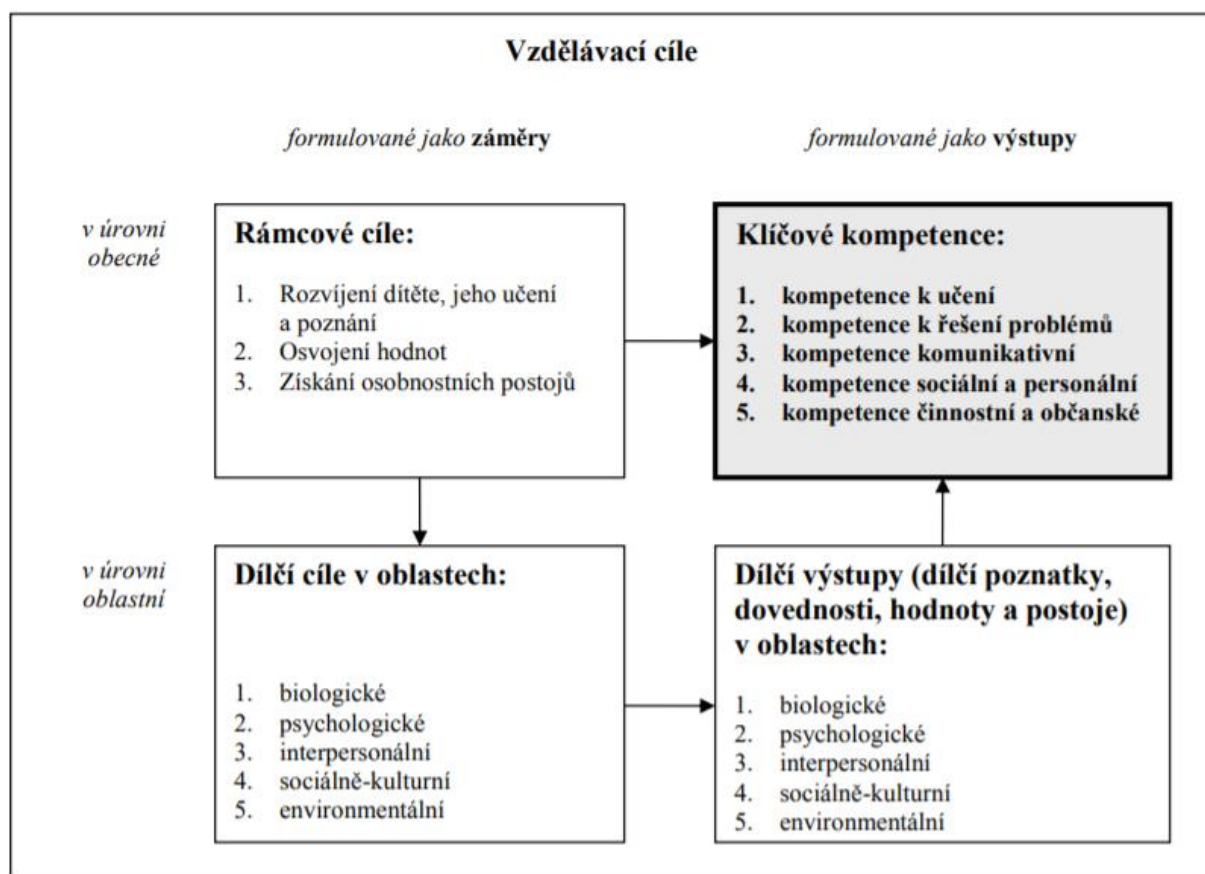 Vzdělávací cíle
formulované jako záměry
formulované jako výstupy
v úrovni
obecné
Rámcové cíle:
1. Rozvíjení dítěte, jeho učení
a poznání
2. Osvojení hodnot
3. Získání osobnostních postojů
Klíčové kompetence:
1. kompetence k učení
2. kompetence k řešení problémů
3. kompetence komunikativní
4. kompetence sociální a personální
5. kompetence činnostní a občanské
v úrovni
oblastní
Dílčí cíle v oblastech:
1. biologické
2. psychologické
3. interpersonální
4. sociálně-kulturní
5. environmentální
Dílčí výstupy (dílčí poznatky,
dovednosti, hodnoty a postoje)
v oblastech:
1. biologické
2. psychologické
3. interpersonální
4. sociálně-kulturní
5. environmentální